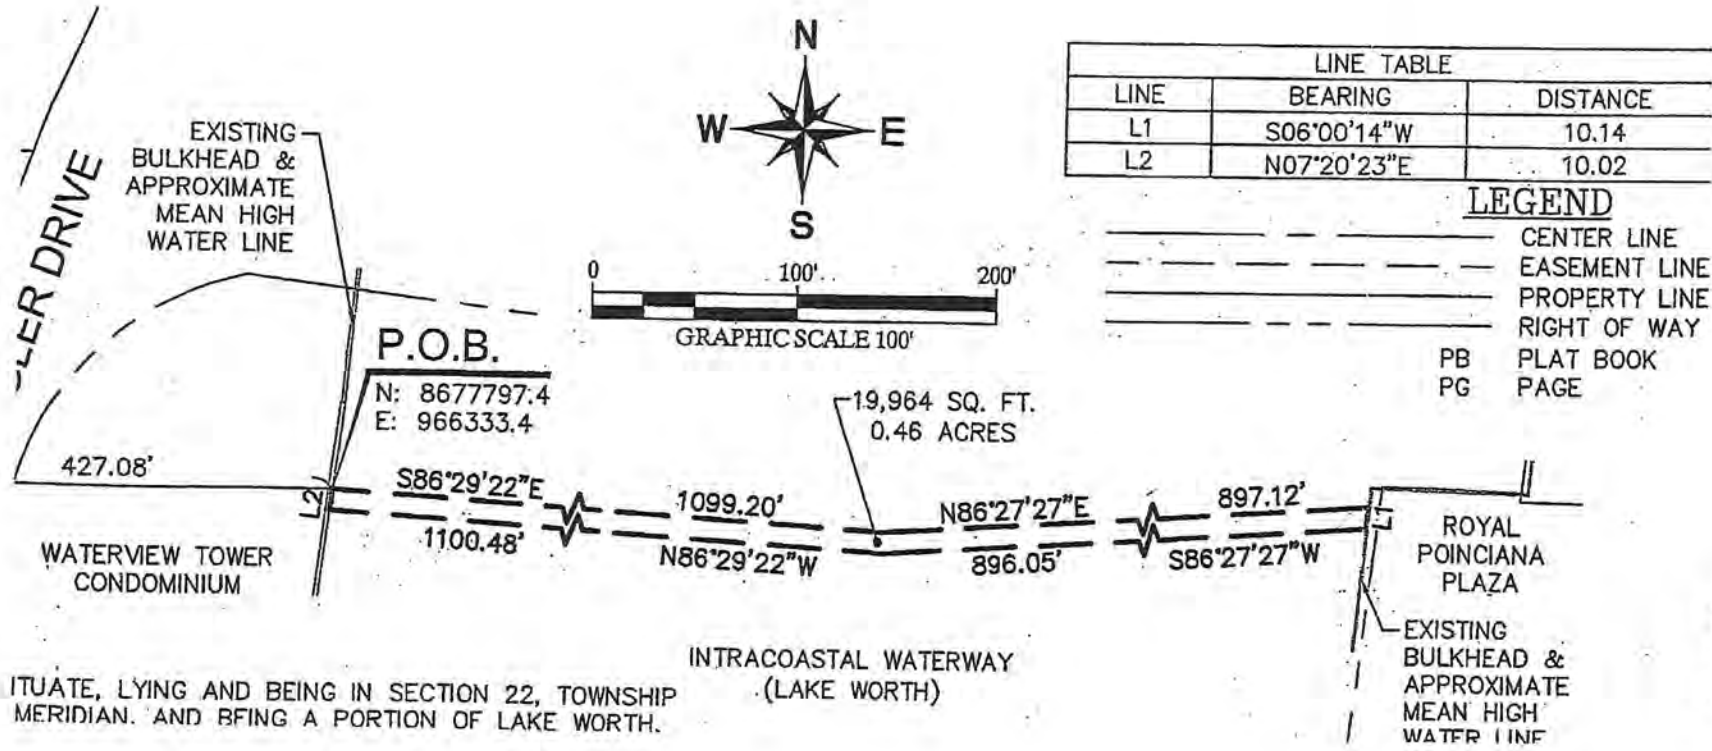 N
W
E
S
LINE TABLE
LINE BEARING DISTANCE
L1 S06°00'14"W 10.14
L2 N07°20'23"E 10.02
LEGEND
CENTER LINE
EASEMENT LINE
PROPERTY LINE
RIGHT OF WAY
PB PLAT BOOK
PG PAGE
EXISTING
BULKHEAD &
APPROXIMATE
MEAN HIGH
WATER LINE
DRIVE
0 100' 200'
GRAPHIC SCALE 100'
P.O.B.
N: 8677797.4
E: 966333.4
19,964 SQ. FT.
0.46 ACRES
427.08'
L2
S86°29'22"E
1099.20'
N86°27'27"E
897.12'
1100.48'
N86°29'22"W
896.05'
S86°27'27"W
WATERVIEW TOWER
CONDOMINIUM
ROYAL
POINCIANA
PLAZA
EXISTING
BULKHEAD &
APPROXIMATE
MEAN HIGH
WATER LINE
INTRACOASTAL WATERWAY
(LAKE WORTH)
ITUATE, LYING AND BEING IN SECTION 22, TOWNSHIP
MERIDIAN. AND BEING A PORTION OF LAKE WORTH.